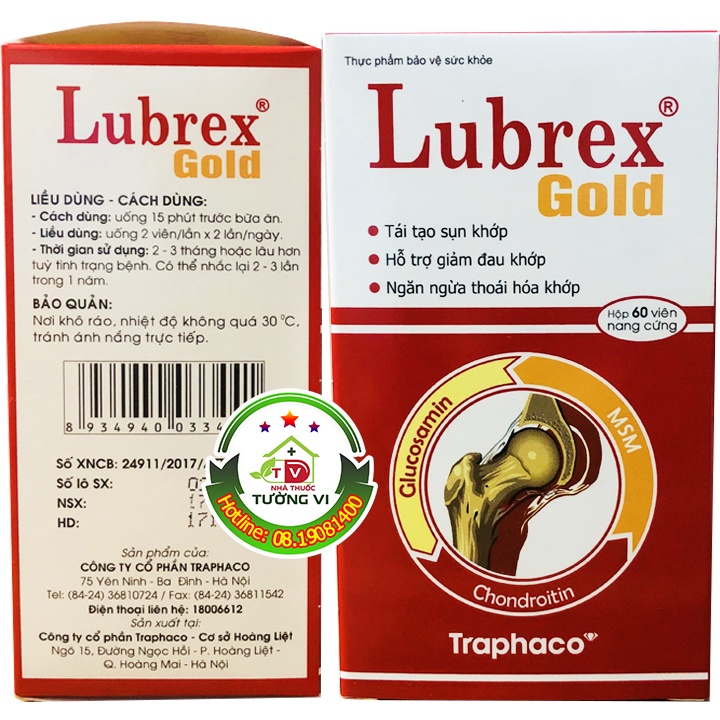 Lubrex®
Gold
LIỀU DÙNG - CÁCH DÙNG:
- Cách dùng: uống 15 phút trước bữa ăn.
- Liều dùng: uống 2 viên/lần x 2 lần/ngày.
- Thời gian sử dụng: 2 - 3 tháng hoặc lâu hơn
tuỳ tình trạng bệnh. Có thể nhắc lại 2 - 3 lần
trong 1 năm.
BẢO QUẢN:
Nơi khô ráo, nhiệt độ không quá 30 ⁰C,
tránh ánh nắng trực tiếp.
8 934940 0334
Số XNCB: 24911/2017/
Số lô SX:
NSX:
HD:
Sản phẩm của:
CÔNG TY CỔ PHẦN TRAPHACO
75 Yên Ninh - Ba Đình - Hà Nội
Tel: (84-24) 36810724 / Fax: (84-24) 36811542
Điện thoại liên hệ: 18006612
Sản xuất tại:
Công ty cổ phần Traphaco - Cơ sở Hoàng Liệt
Ngõ 15, Đường Ngọc Hồi - P. Hoàng Liệt -
Q. Hoàng Mai - Hà Nội
TV
NHÀ THUỐC
TƯỜNG VI
Hotline: 08.19081400
Thực phẩm bảo vệ sức khỏe
Lubrex®
Gold
• Tái tạo sụn khớp
• Hỗ trợ giảm đau khớp
• Ngăn ngừa thoái hóa khớp
Hộp 60 viên
nang cứng
Glucosamin
MSM
Chondroitin
Traphaco